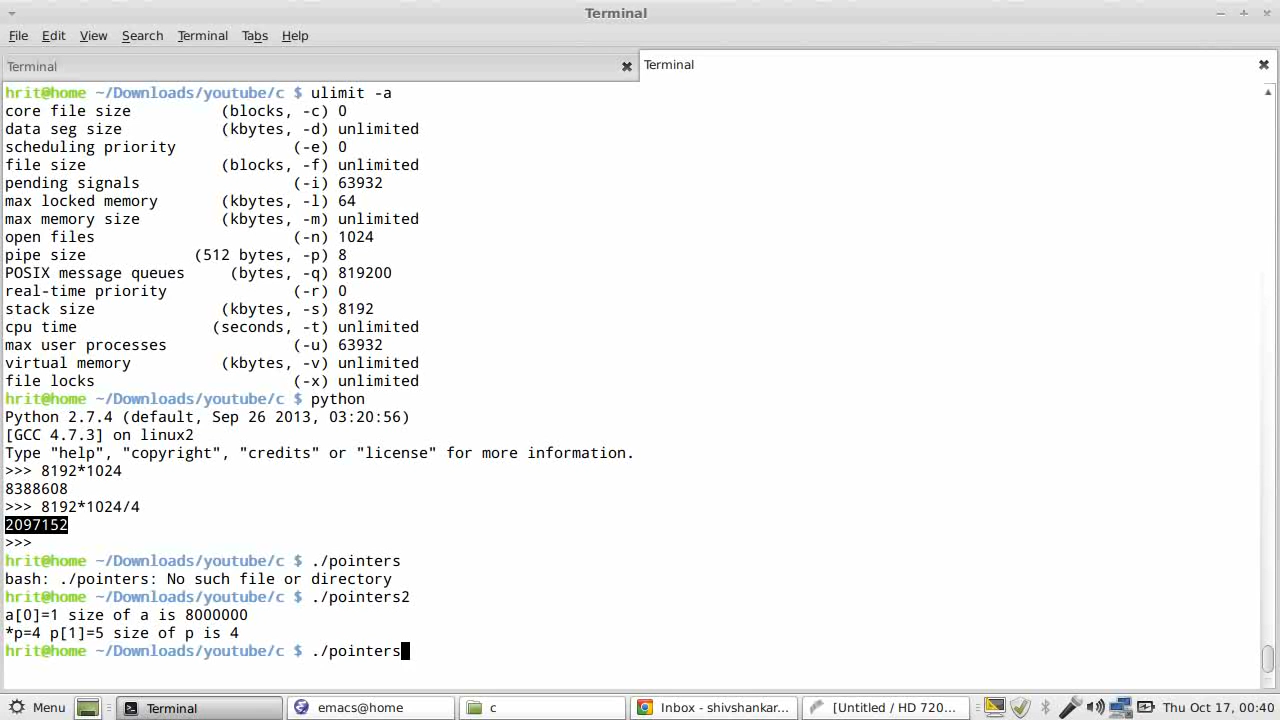 Terminal
File Edit View Search Terminal Tabs Help
Terminal Terminal
hrit@home ~/Downloads/youtube/c $ ulimit -a
core file size (blocks, -c) 0
data seg size (kbytes, -d) unlimited
scheduling priority (-e) 0
file size (blocks, -f) unlimited
pending signals (-i) 63932
max locked memory (kbytes, -l) 64
max memory size (kbytes, -m) unlimited
open files (-n) 1024
pipe size (512 bytes, -p) 8
POSIX message queues (bytes, -q) 819200
real-time priority (-r) 0
stack size (kbytes, -s) 8192
cpu time (seconds, -t) unlimited
max user processes (-u) 63932
virtual memory (kbytes, -v) unlimited
file locks (-x) unlimited
hrit@home ~/Downloads/youtube/c $ python
Python 2.7.4 (default, Sep 26 2013, 03:20:56)
[GCC 4.7.3] on linux2
Type "help", "copyright", "credits" or "license" for more information.
>>> 8192*1024
8388608
>>> 8192*1024/4
2097152
>>>
hrit@home ~/Downloads/youtube/c $ ./pointers
bash: ./pointers: No such file or directory
hrit@home ~/Downloads/youtube/c $ ./pointers2
a[0]=1 size of a is 8000000
*p=4 p[1]=5 size of p is 4
hrit@home ~/Downloads/youtube/c $ ./pointers
Menu Terminal emacs@home c Inbox - shivshankar... [Untitled / HD 720... Thu Oct 17, 00:40